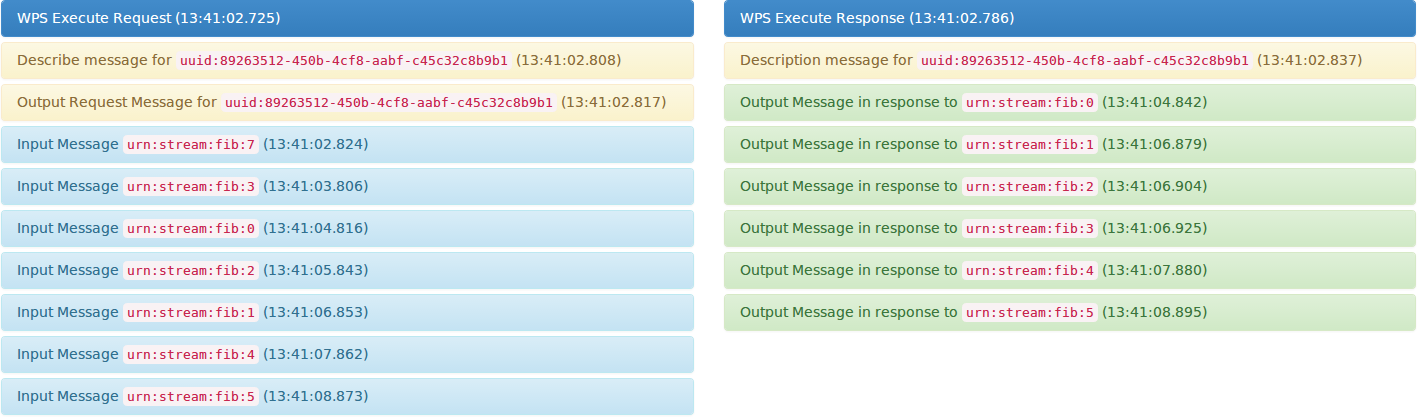 WPS Execute Request (13:41:02.725)
Describe message for uuid:89263512-450b-4cf8-aabf-c45c32c8b9b1 (13:41:02.808)
Output Request Message for uuid:89263512-450b-4cf8-aabf-c45c32c8b9b1 (13:41:02.817)
Input Message urn:stream:fib:7 (13:41:02.824)
Input Message urn:stream:fib:3 (13:41:03.806)
Input Message urn:stream:fib:0 (13:41:04.816)
Input Message urn:stream:fib:2 (13:41:05.843)
Input Message urn:stream:fib:1 (13:41:06.853)
Input Message urn:stream:fib:4 (13:41:07.862)
Input Message urn:stream:fib:5 (13:41:08.873)
WPS Execute Response (13:41:02.786)
Description message for uuid:89263512-450b-4cf8-aabf-c45c32c8b9b1 (13:41:02.837)
Output Message in response to urn:stream:fib:0 (13:41:04.842)
Output Message in response to urn:stream:fib:1 (13:41:06.879)
Output Message in response to urn:stream:fib:2 (13:41:06.904)
Output Message in response to urn:stream:fib:3 (13:41:06.925)
Output Message in response to urn:stream:fib:4 (13:41:07.880)
Output Message in response to urn:stream:fib:5 (13:41:08.895)